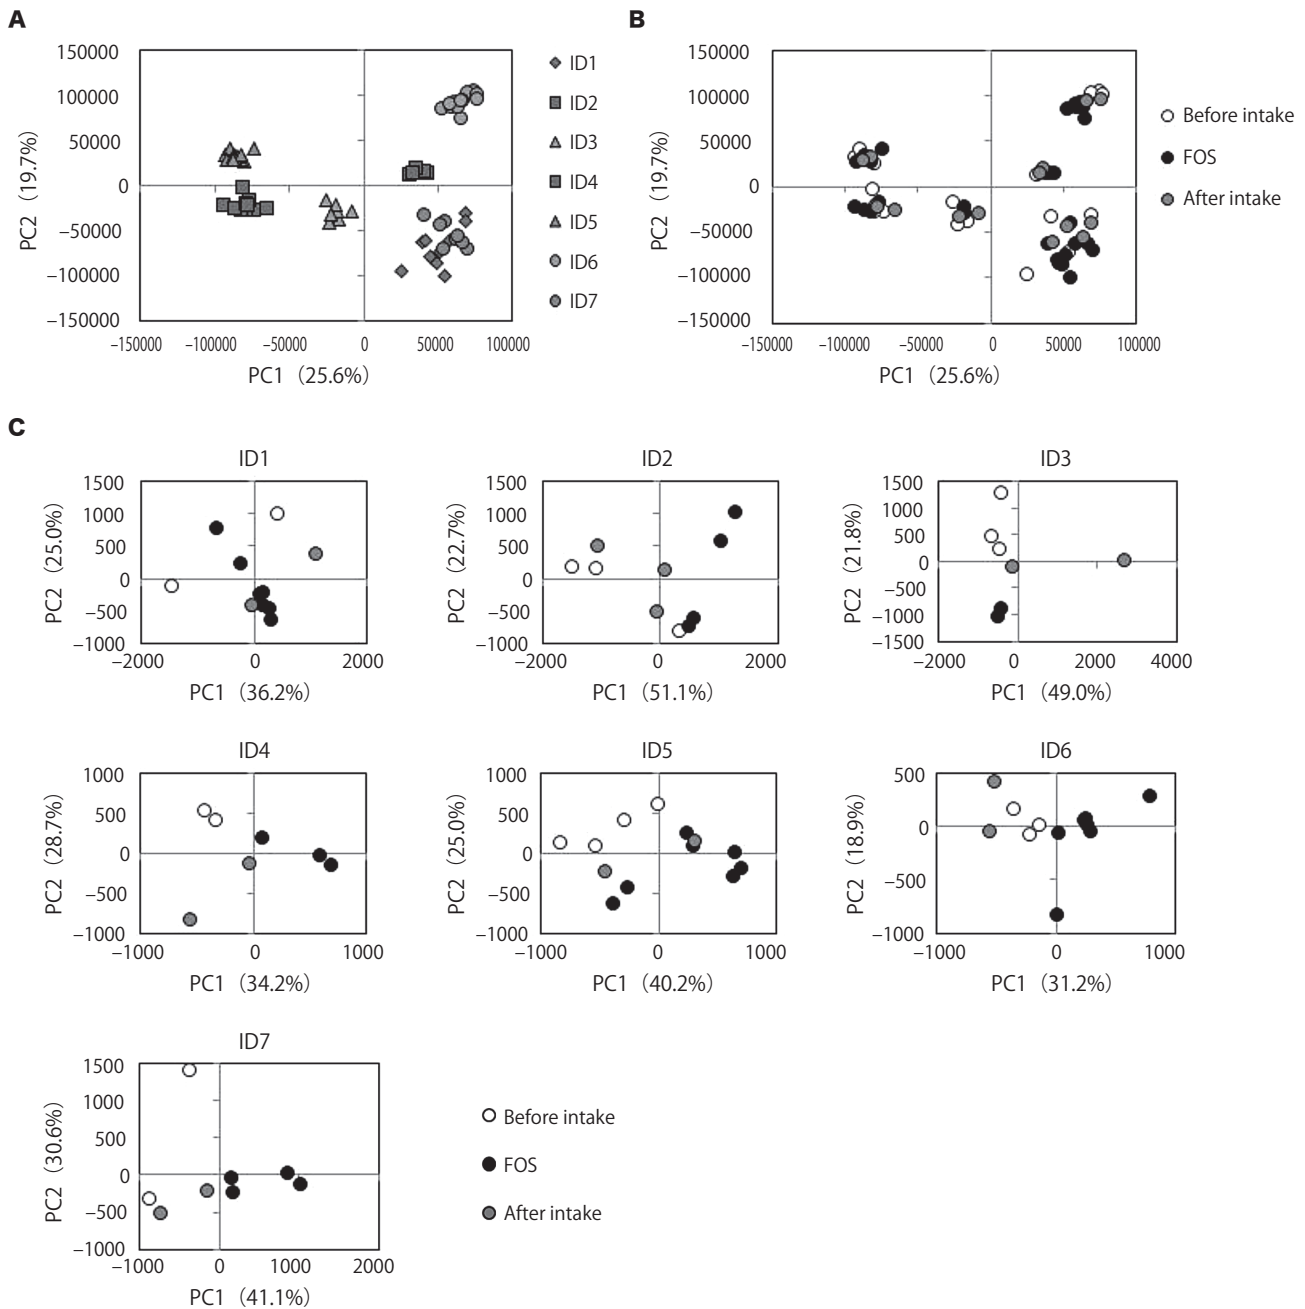 A
B
150000
100000
50000
0
−50000
−100000
−150000
PC2（19.7%）
−150000 −100000 −50000 0 50000 100000
PC1（25.6%）
ID1
ID2
ID3
ID4
ID5
ID6
ID7
150000
100000
50000
0
−50000
−100000
−150000
PC2（19.7%）
−150000 −100000 −50000 0 50000 100000
PC1（25.6%）
Before intake
FOS
After intake
C
ID1
1500
1000
500
0
−500
−1000
PC2（25.0%）
−2000 0 2000
PC1（36.2%）
ID2
1500
1000
500
0
−500
−1000
PC2（22.7%）
−2000 0 2000
PC1（51.1%）
ID3
1500
1000
500
0
−500
−1000
−1500
PC2（21.8%）
−2000 0 2000 4000
PC1（49.0%）
ID4
1000
500
0
−500
−1000
PC2（28.7%）
−1000 0 1000
PC1（34.2%）
ID5
1000
500
0
−500
−1000
PC2（25.0%）
−1000 0 1000
PC1（40.2%）
ID6
500
0
−500
−1000
PC2（18.9%）
−1000 0 1000
PC1（31.2%）
ID7
1500
1000
500
0
−500
−1000
PC2（30.6%）
−1000 0 1000 2000
PC1（41.1%）
Before intake
FOS
After intake